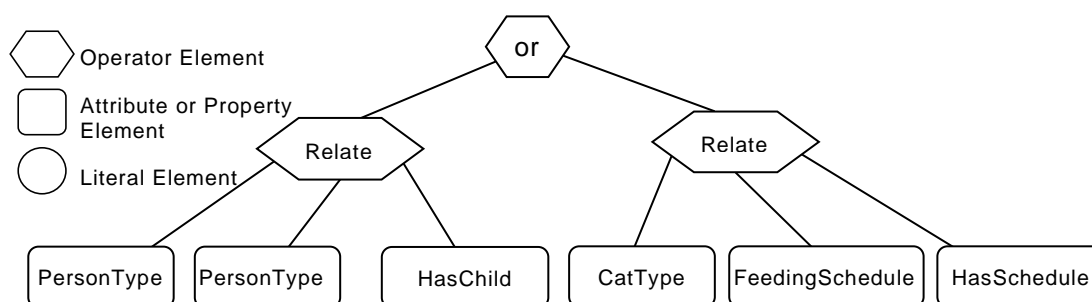 or
Operator Element
Attribute or Property
Element
Literal Element
Relate
Relate
PersonType
PersonType
HasChild
CatType
FeedingSchedule
HasSchedule